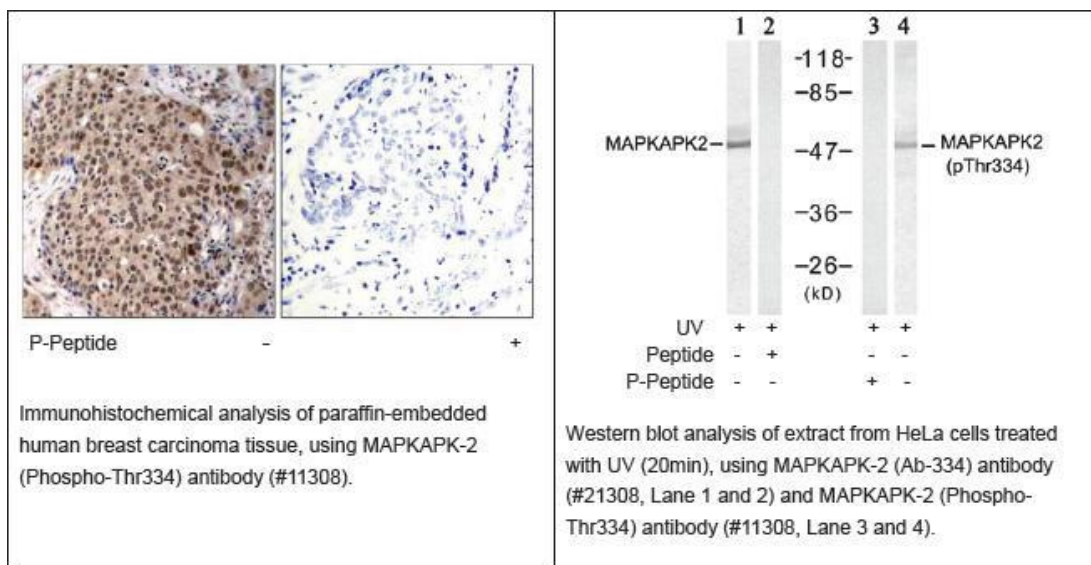 P-Peptide - +
Immunohistochemical analysis of paraffin-embedded
human breast carcinoma tissue, using MAPKAPK-2
(Phospho-Thr334) antibody (#11308).
1 2 3 4
-118-
-85-
MAPKAPK2- -47- - MAPKAPK2
(pThr334)
-36-
-26-
(kD)
UV + + + +
Peptide - + - -
P-Peptide - - + -
Western blot analysis of extract from HeLa cells treated
with UV (20min), using MAPKAPK-2 (Ab-334) antibody
(#21308, Lane 1 and 2) and MAPKAPK-2 (Phospho-
Thr334) antibody (#11308, Lane 3 and 4).